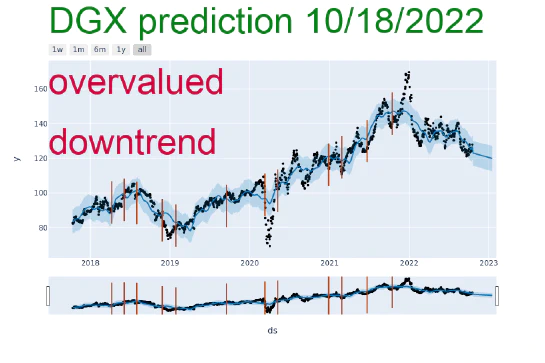 DGX prediction 10/18/2022
1w 1m 6m 1y all
overvalued
downtrend
y
160
140
120
100
80
2018 2019 2020 2021 2022 2023
ds